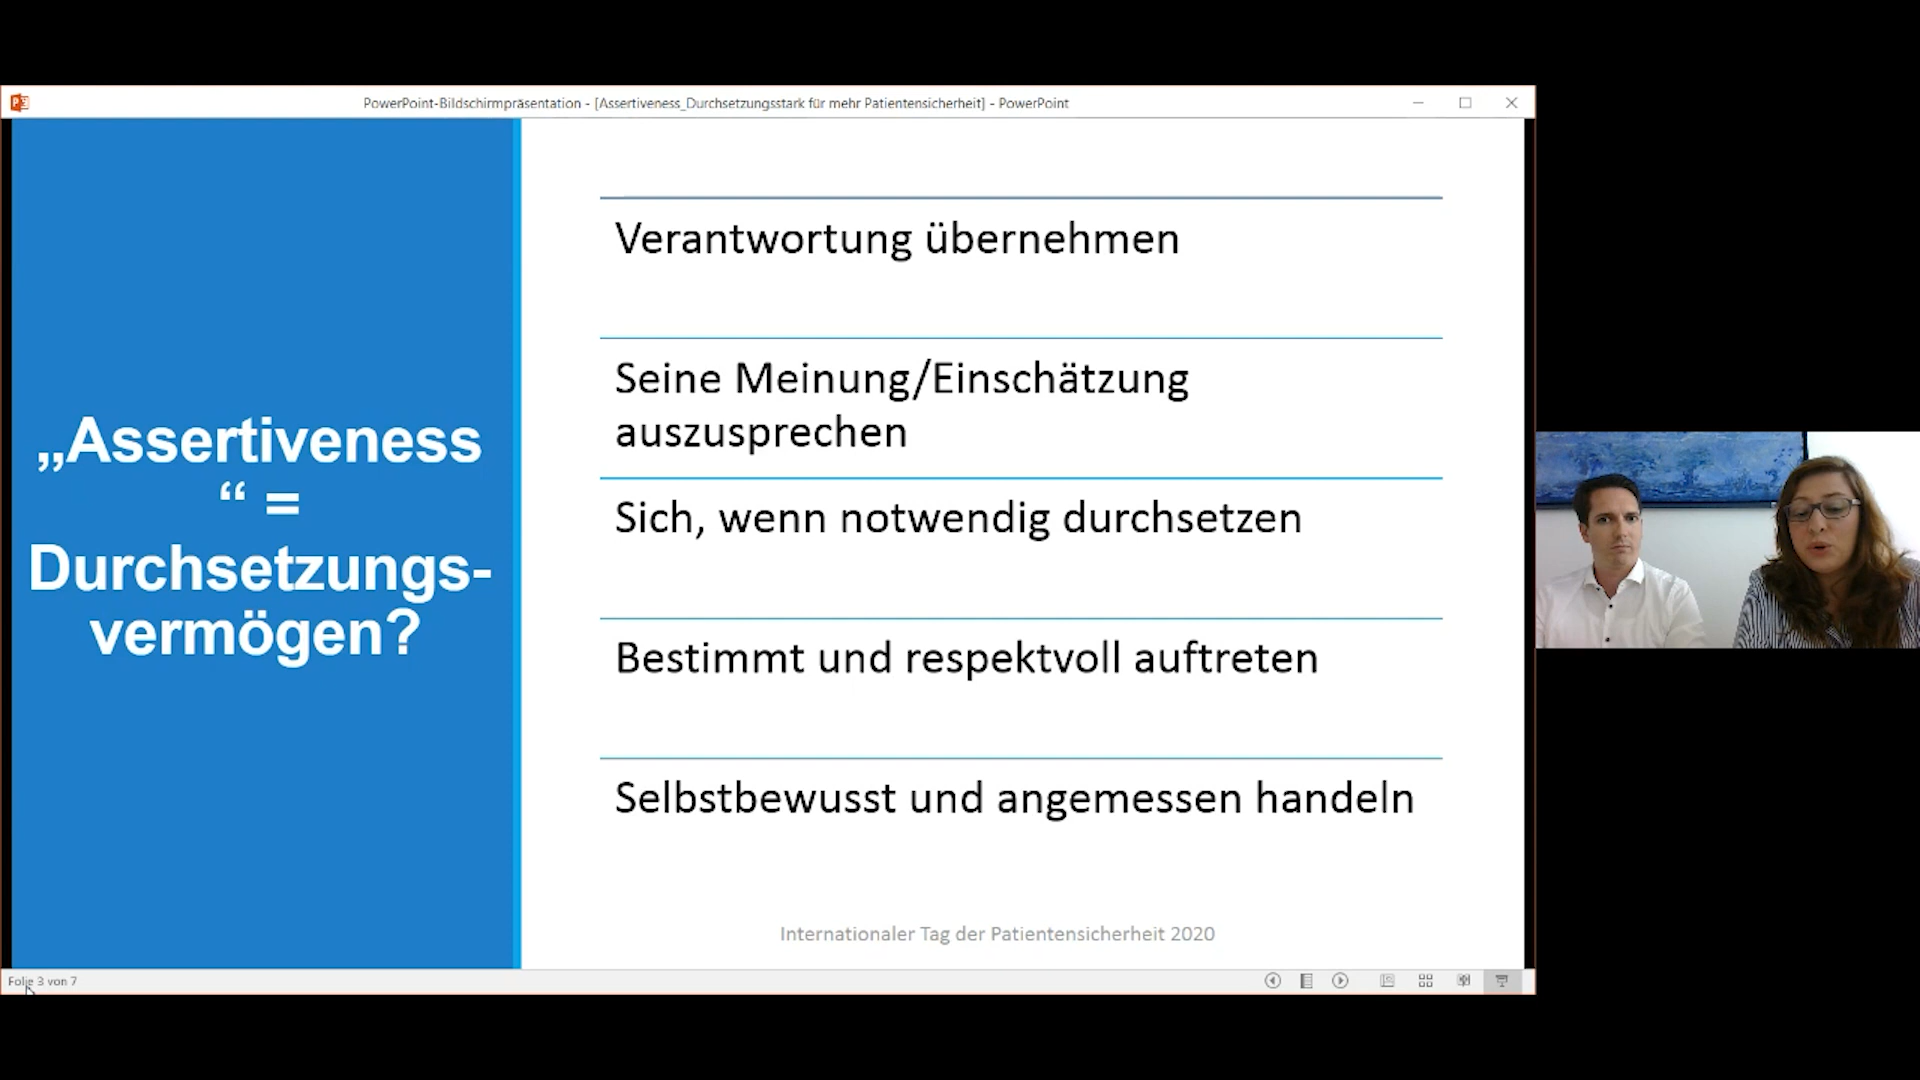 PowerPoint-Bildschirmpräsentation - [Assertiveness_Durchsetzungsstark für mehr Patientensicherheit] - PowerPoint
„Assertiveness
“ =
Durchsetzungs-
vermögen?
Verantwortung übernehmen
Seine Meinung/Einschätzung
auszusprechen
Sich, wenn notwendig durchsetzen
Bestimmt und respektvoll auftreten
Selbstbewusst und angemessen handeln
Internationaler Tag der Patientensicherheit 2020
Folie 3 von 7